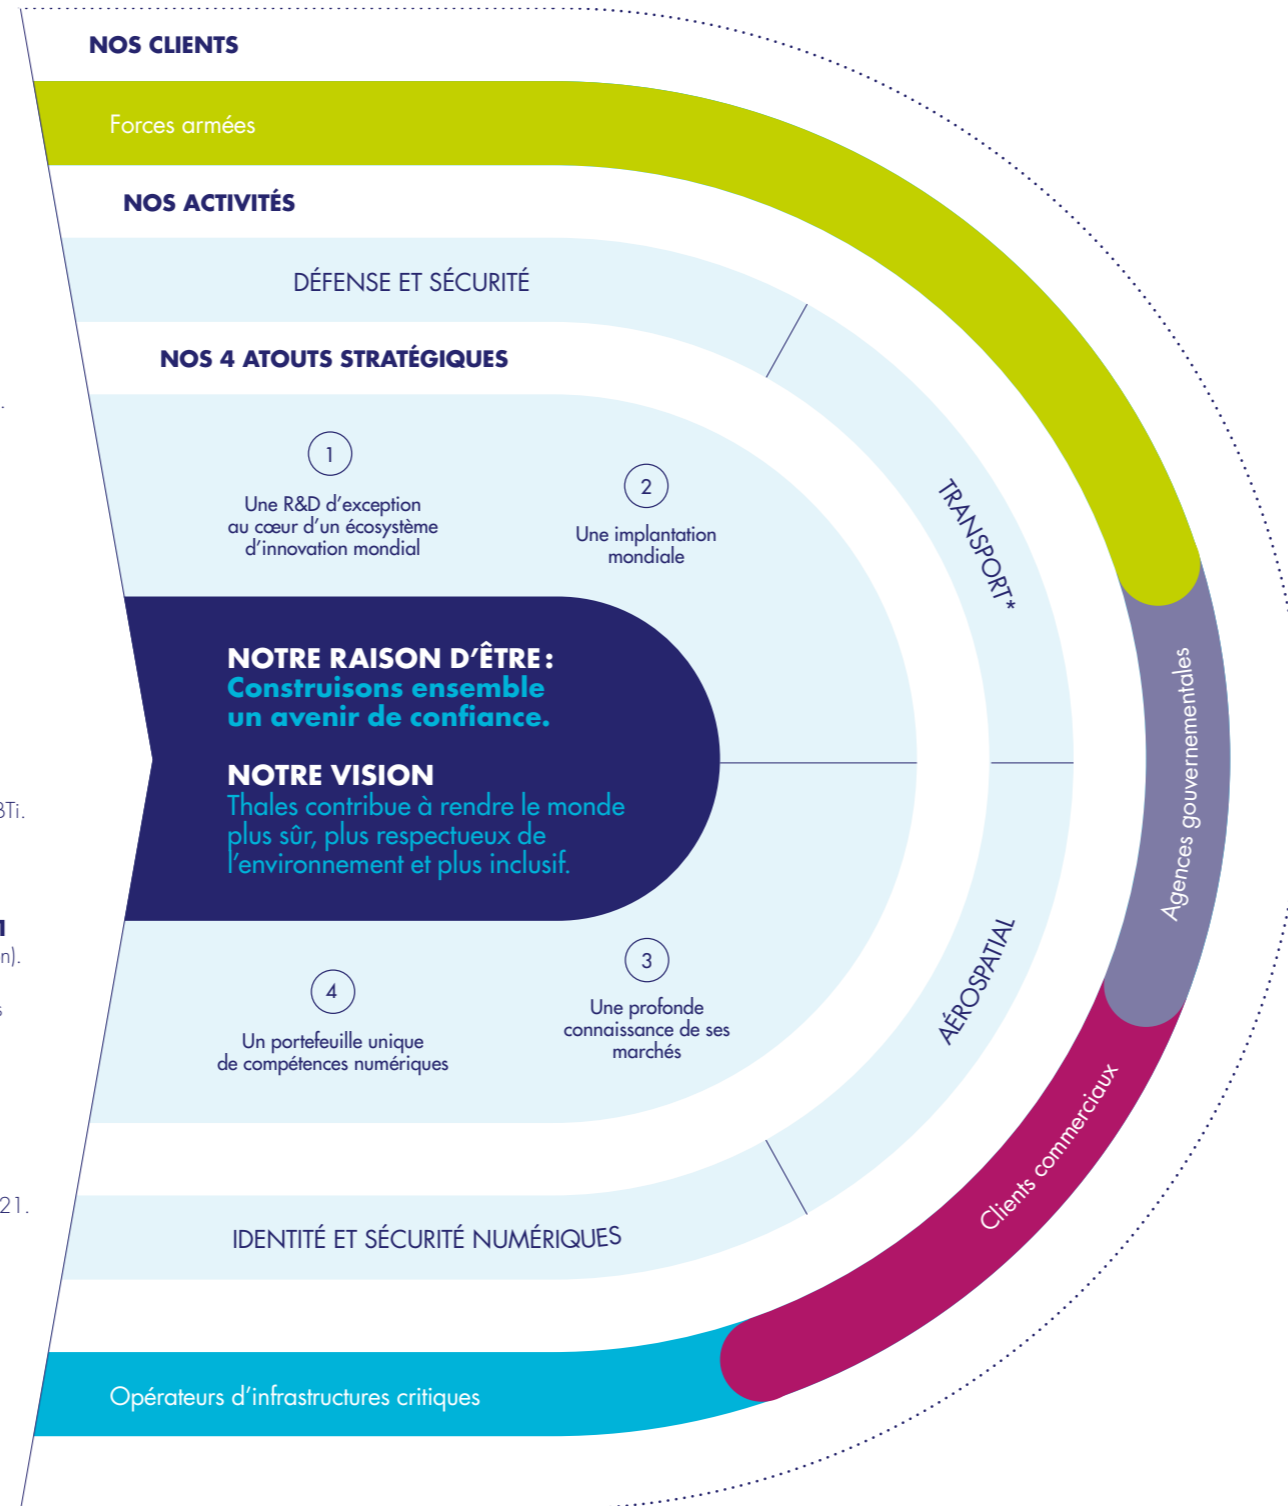 NOS CLIENTS
Forces armées
NOS ACTIVITÉS
DÉFENSE ET SÉCURITÉ
NOS 4 ATOUTS STRATÉGIQUES
.
1
Une R&D d’exception
au cœur d’un écosystème
d’innovation mondial
2
Une implantation
mondiale
TRANSPORT*
NOTRE RAISON D’ÊTRE :
Construisons ensemble
un avenir de confiance.
NOTRE VISION
Thales contribue à rendre le monde
plus sûr, plus respectueux de
l’environnement et plus inclusif.
Agences gouvernementales
BTi.
n).
s
AÉROSPATIAL
3
Une profonde
connaissance de ses
marchés
4
Un portefeuille unique
de compétences numériques
Clients commerciaux
21.
IDENTITÉ ET SÉCURITÉ NUMÉRIQUES
Opérateurs d’infrastructures critiques